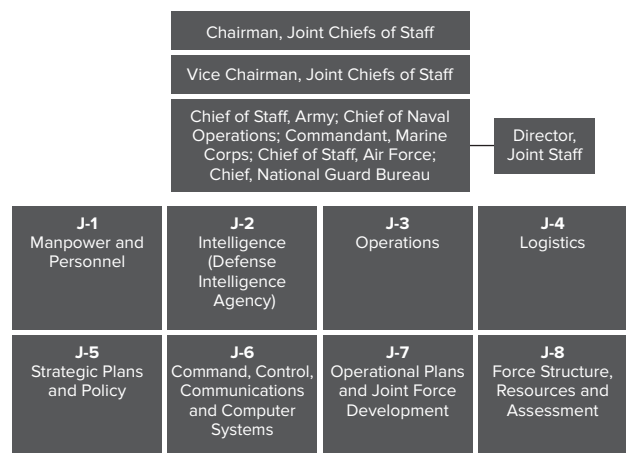 Chairman, Joint Chiefs of Staff
Vice Chairman, Joint Chiefs of Staff
Chief of Staff, Army; Chief of Naval
Operations; Commandant, Marine
Corps; Chief of Staff, Air Force;
Chief, National Guard Bureau
Director,
Joint Staff
J-1
Manpower and
Personnel
J-2
Intelligence
(Defense
Intelligence
Agency)
J-3
Operations
J-4
Logistics
J-5
Strategic Plans
and Policy
J-6
Command, Control,
Communications
and Computer
Systems
J-7
Operational Plans
and Joint Force
Development
J-8
Force Structure,
Resources and
Assessment